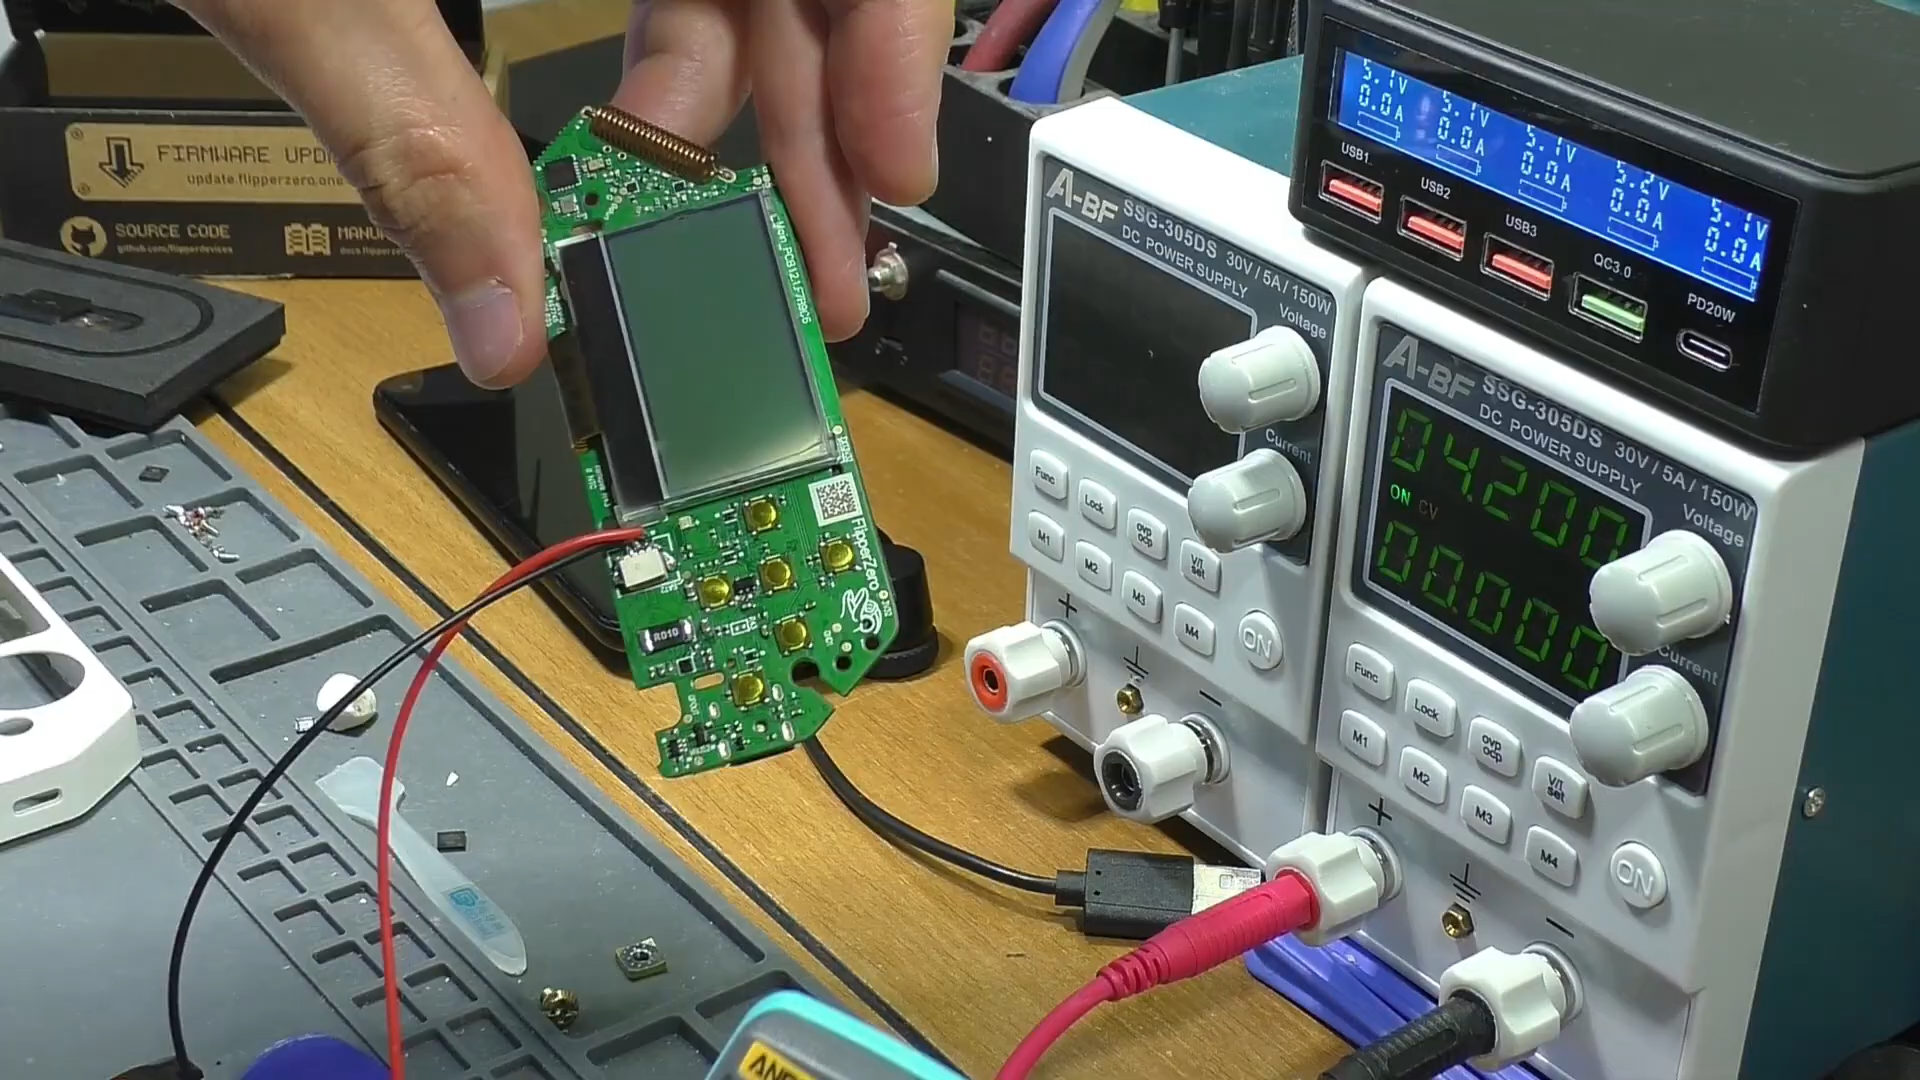 FIRMWARE UPD
update.flipperzero.one
SOURCE CODE
github.com/flipperdevices
MANUA
docs.flipperzero
FlipperZero
R010
5.1V
0.0A
5.1V
0.0A
5.1V
0.0A
5.2V
0.0A
5.1V
0.0A
USB1
USB2
USB3
QC3.0
PD20W
A-BF
SSG-305DS
30V / 5A / 150W
DC POWER SUPPLY
Voltage
Current
Func
Lock
ovp
ocp
V/I
set
M1
M2
M3
M4
ON
+
−
A-BF
SSG-305DS
30V / 5A / 150W
DC POWER SUPPLY
Voltage
04.200
ON CV
00.000
Current
Func
Lock
ovp
ocp
V/I
set
M1
M2
M3
M4
ON
+
−
ANE